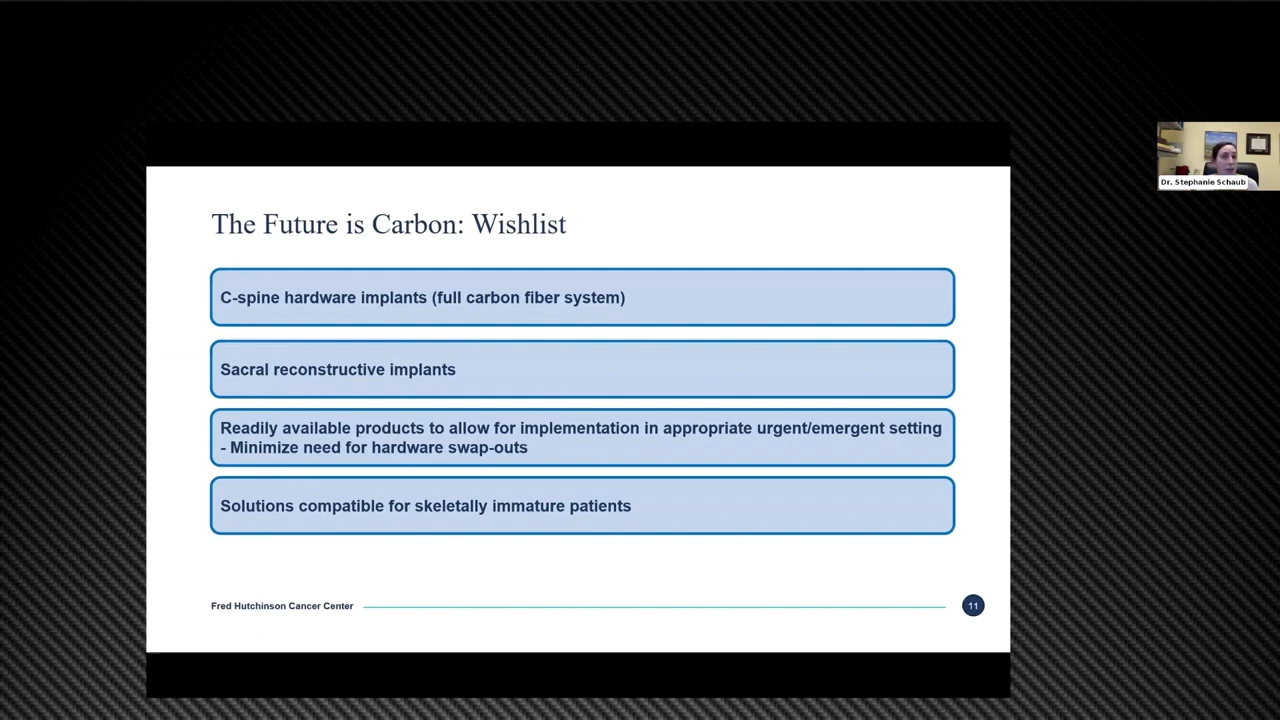 The Future is Carbon: Wishlist
C-spine hardware implants (full carbon fiber system)
Sacral reconstructive implants
Readily available products to allow for implementation in appropriate urgent/emergent setting
- Minimize need for hardware swap-outs
Solutions compatible for skeletally immature patients
Fred Hutchinson Cancer Center
11
Dr. Stephanie Schaub